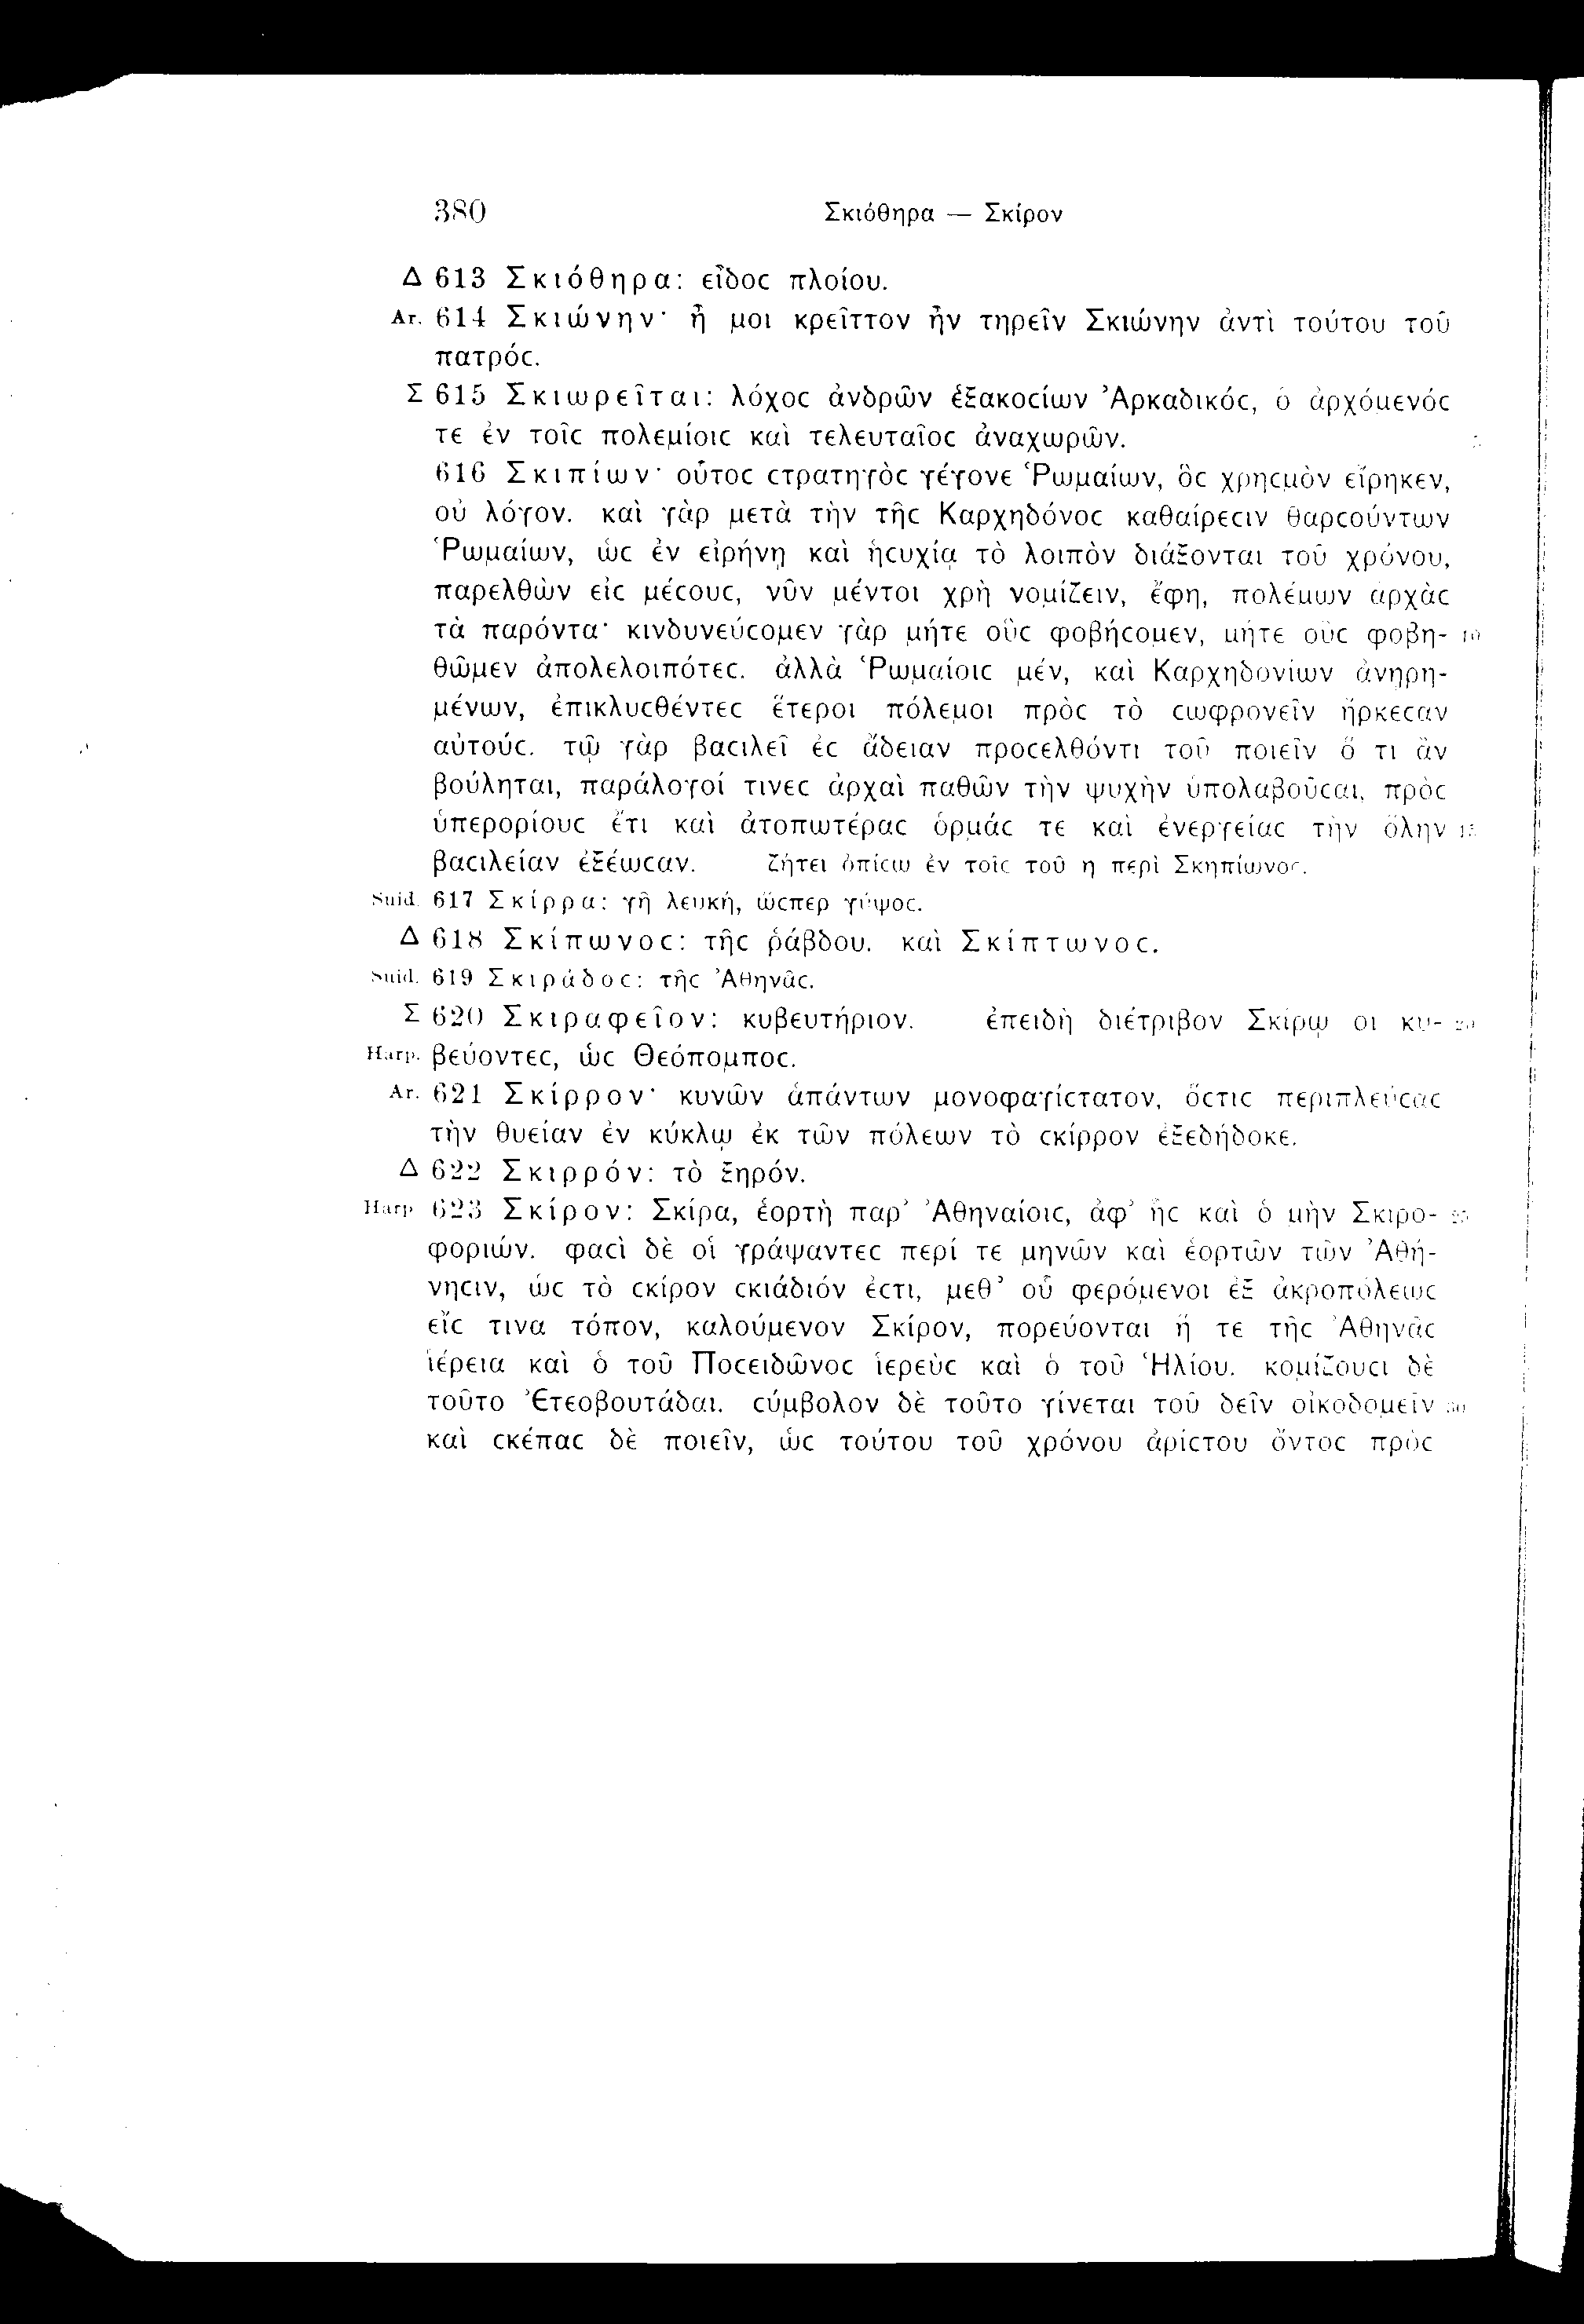 380 Σκιόθηρα — Σκίρον
Δ 613 Σκιόθηρα: εἶδοϲ πλοίου.
Ar. 614 Σκιώνην· ἦ μοι κρεῖττον ἦν τηρεῖν Σκιώνην ἀντὶ τούτου τοῦ
πατρόϲ.
Σ 615 Σκιωρεῖται: λόχοϲ ἀνδρῶν ἑξακοϲίων Ἀρκαδικόϲ, ὁ ἀρχόμενόϲ
τε ἐν τοῖϲ πολεμίοιϲ καὶ τελευταῖοϲ ἀναχωρῶν.
616 Σκιπίων· οὗτοϲ ϲτρατηγὸϲ γέγονε Ῥωμαίων, ὃϲ χρηϲμὸν εἴρηκεν,
οὐ λόγον. καὶ γὰρ μετὰ τὴν τῆϲ Καρχηδόνοϲ καθαίρεϲιν θαρϲούντων
Ῥωμαίων, ὡϲ ἐν εἰρήνῃ καὶ ἡϲυχίᾳ τὸ λοιπὸν διάξονται τοῦ χρόνου,
παρελθὼν εἰϲ μέϲουϲ, νῦν μέντοι χρὴ νομίζειν, ἔφη, πολέμων ἀρχὰϲ
τὰ παρόντα· κινδυνεύϲομεν γὰρ μήτε οὓϲ φοβήϲομεν, μήτε οὓϲ φοβη- 10
θῶμεν ἀπολελοιπότεϲ. ἀλλὰ Ῥωμαίοιϲ μέν, καὶ Καρχηδονίων ἀνῃρη-
μένων, ἐπικλυϲθέντεϲ ἕτεροι πόλεμοι πρὸϲ τὸ ϲωφρονεῖν ἤρκεϲαν
αὐτούϲ. τῷ γὰρ βαϲιλεῖ ἐϲ ἄδειαν προϲελθόντι τοῦ ποιεῖν ὅ τι ἂν
βούληται, παράλογοί τινεϲ ἀρχαὶ παθῶν τὴν ψυχὴν ὑπολαβοῦϲαι, πρὸϲ
ὑπερορίουϲ ἔτι καὶ ἀτοπωτέραϲ ὁρμάϲ τε καὶ ἐνεργείαϲ τὴν ὅλην 15
βαϲιλείαν ἐξέωϲαν. ζήτει ὀπίϲω ἐν τοῖϲ τοῦ η περὶ Σκηπίωνοϲ.
Suid. 617 Σκίρρα: γῆ λευκή, ὥϲπερ γύψοϲ.
Δ 618 Σκίπωνοϲ: τῆϲ ῥάβδου. καὶ Σκίπτωνοϲ.
Suid. 619 Σκιράδοϲ: τῆϲ Ἀθηνᾶϲ.
Σ 620 Σκιραφεῖον: κυβευτήριον. ἐπειδὴ διέτριβον Σκίρῳ οἱ κυ- 20
Harp. βεύοντεϲ, ὡϲ Θεόπομποϲ.
Ar. 621 Σκίρρον· κυνῶν ἁπάντων μονοφαγίϲτατον, ὅϲτιϲ περιπλεύϲαϲ
τὴν θυείαν ἐν κύκλῳ ἐκ τῶν πόλεων τὸ ϲκίρρον ἐξεδήδοκε.
Δ 622 Σκιρρόν: τὸ ξηρόν.
Harp. 623 Σκίρον: Σκίρα, ἑορτὴ παρ’ Ἀθηναίοιϲ, ἀφ’ ἧϲ καὶ ὁ μὴν Σκιρο- 25
φοριών. φαϲὶ δὲ οἱ γράψαντεϲ περί τε μηνῶν καὶ ἑορτῶν τῶν Ἀθή-
νηϲιν, ὡϲ τὸ ϲκίρον ϲκιάδιόν ἐϲτι, μεθ’ οὗ φερόμενοι ἐξ ἀκροπόλεωϲ
εἴϲ τινα τόπον, καλούμενον Σκίρον, πορεύονται ἥ τε τῆϲ Ἀθηνᾶϲ
ἱέρεια καὶ ὁ τοῦ Ποϲειδῶνοϲ ἱερεὺϲ καὶ ὁ τοῦ Ἡλίου. κομίζουϲι δὲ
τοῦτο Ἐτεοβουτάδαι. ϲύμβολον δὲ τοῦτο γίνεται τοῦ δεῖν οἰκοδομεῖν 30
καὶ ϲκέπαϲ δὲ ποιεῖν, ὡϲ τούτου τοῦ χρόνου ἀρίϲτου ὄντοϲ πρὸϲ